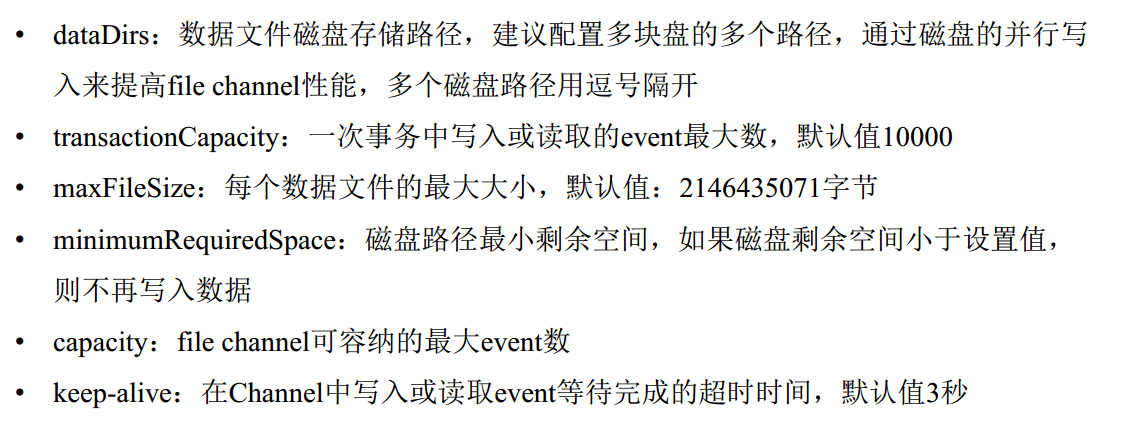 • dataDirs：数据文件磁盘存储路径，建议配置多块盘的多个路径，通过磁盘的并行写
入来提高file channel性能，多个磁盘路径用逗号隔开
• transactionCapacity：一次事务中写入或读取的event最大数，默认值10000
• maxFileSize：每个数据文件的最大大小，默认值：2146435071字节
• minimumRequiredSpace：磁盘路径最小剩余空间，如果磁盘剩余空间小于设置值，
则不再写入数据
• capacity：file channel可容纳的最大event数
• keep-alive：在Channel中写入或读取event等待完成的超时时间，默认值3秒